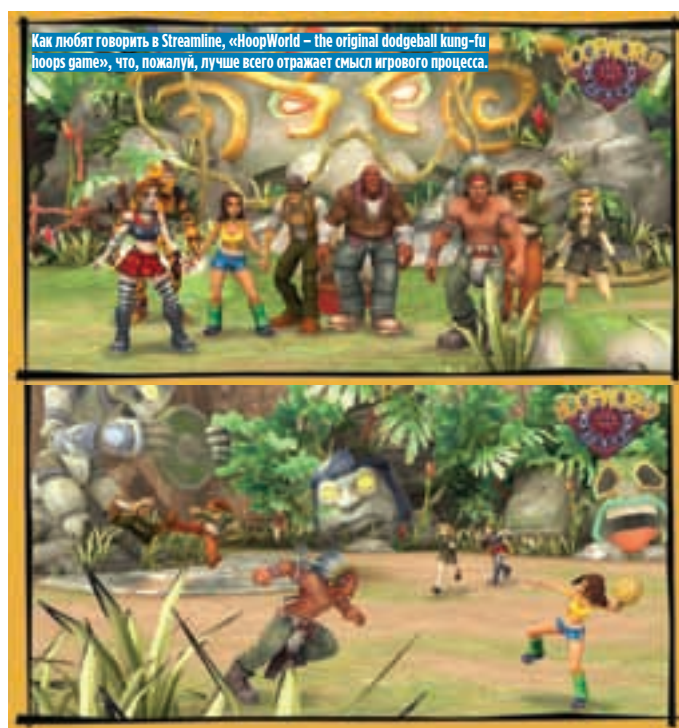 Как любят говорить в Streamline, «HoopWorld – the original dodgeball kung-fu
hoops game», что, пожалуй, лучше всего отражает смысл игрового процесса.
HOOPWORLD
HOOPWORLD